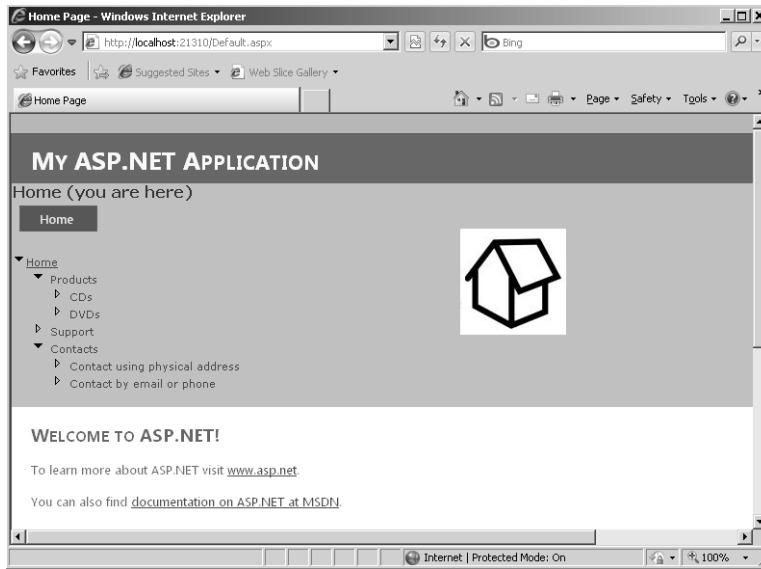 Home Page - Windows Internet Explorer
http://localhost:21310/Default.aspx
Bing
Favorites Suggested Sites Web Slice Gallery
Home Page Page Safety Tools
MY ASP.NET APPLICATION
Home (you are here)
Home
Home
Products
CDs
DVDs
Support
Contacts
Contact using physical address
Contact by email or phone
WELCOME TO ASP.NET!
To learn more about ASP.NET visit www.asp.net.
You can also find documentation on ASP.NET at MSDN.
Internet | Protected Mode: On 100%